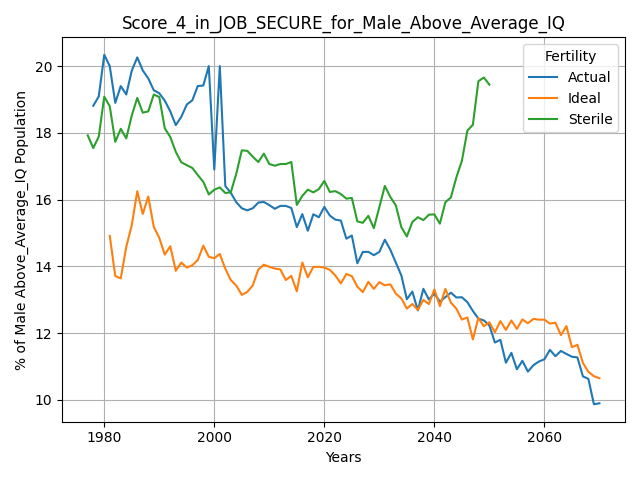 Score_4_in_JOB_SECURE_for_Male_Above_Average_IQ
% of Male Above_Average_IQ Population
20
18
16
14
12
10
Fertility
Actual
Ideal
Sterile
1980 2000 2020 2040 2060
Years